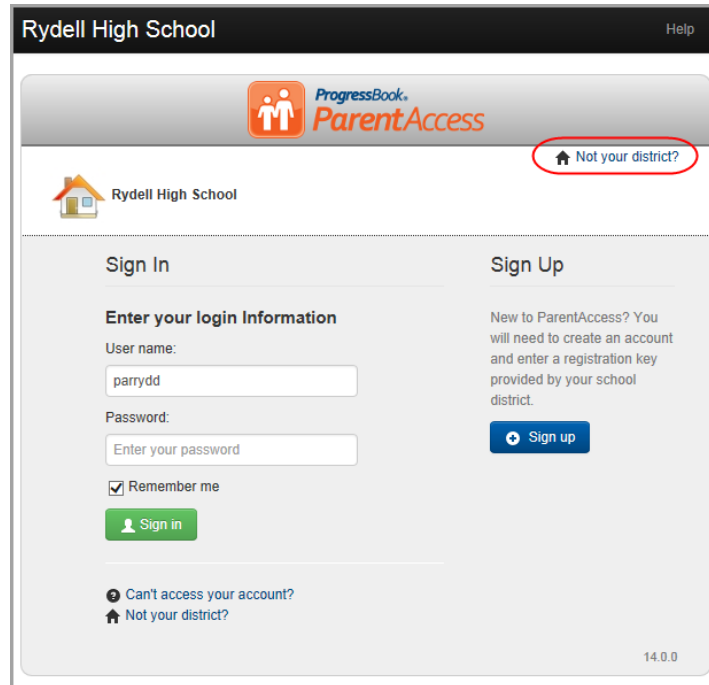 Rydell High School
Help
ProgressBook.
ParentAccess
Not your district?
Rydell High School
Sign In
Enter your login Information
User name:
parrydd
Password:
Enter your password
Remember me
Sign in
Can't access your account?
Not your district?
Sign Up
New to ParentAccess? You
will need to create an account
and enter a registration key
provided by your school
district.
Sign up
14.0.0